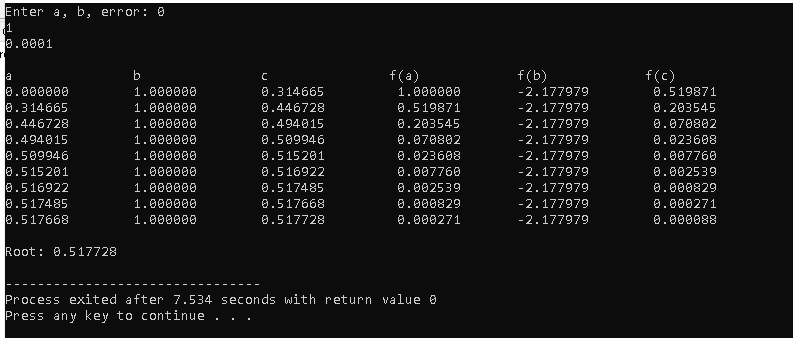 Enter a, b, error: 0
1
0.0001
a b c f(a) f(b) f(c)
0.000000 1.000000 0.314665 1.000000 -2.177979 0.519871
0.314665 1.000000 0.446728 0.519871 -2.177979 0.203545
0.446728 1.000000 0.494015 0.203545 -2.177979 0.070802
0.494015 1.000000 0.509946 0.070802 -2.177979 0.023608
0.509946 1.000000 0.515201 0.023608 -2.177979 0.007760
0.515201 1.000000 0.516922 0.007760 -2.177979 0.002539
0.516922 1.000000 0.517485 0.002539 -2.177979 0.000829
0.517485 1.000000 0.517668 0.000829 -2.177979 0.000271
0.517668 1.000000 0.517728 0.000271 -2.177979 0.000088
Root: 0.517728
--------------------------------
Process exited after 7.534 seconds with return value 0
Press any key to continue . . .